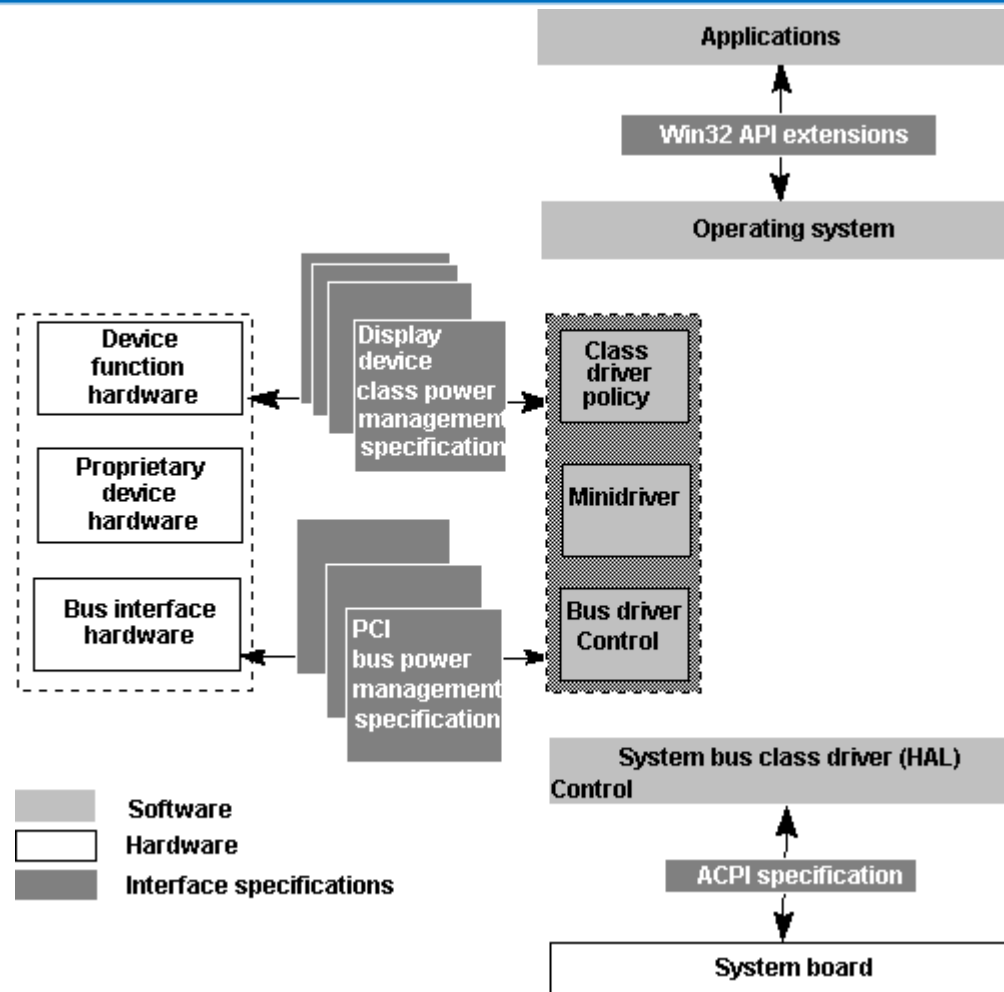 Applications
Win32 API extensions
Operating system
Device
function
hardware
Display
device
class power
management
specification
Class
driver
policy
Proprietary
device
hardware
Minidriver
Bus interface
hardware
PCI
bus power
management
specification
Bus driver
Control
System bus class driver (HAL)
Control
Software
Hardware
Interface specifications
ACPI specification
System board